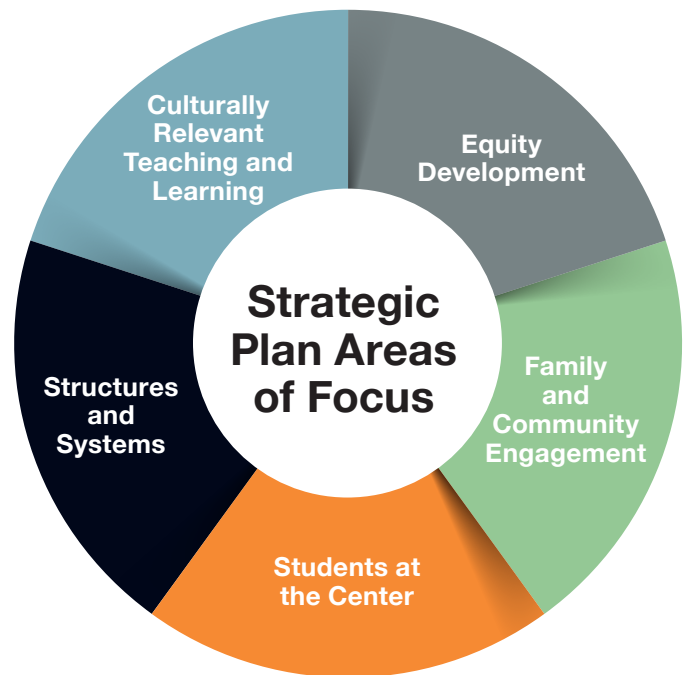 Culturally
Relevant
Teaching and
Learning
Equity
Development
Strategic
Plan Areas
of Focus
Family
and
Community
Engagement
Structures
and
Systems
Students at
the Center